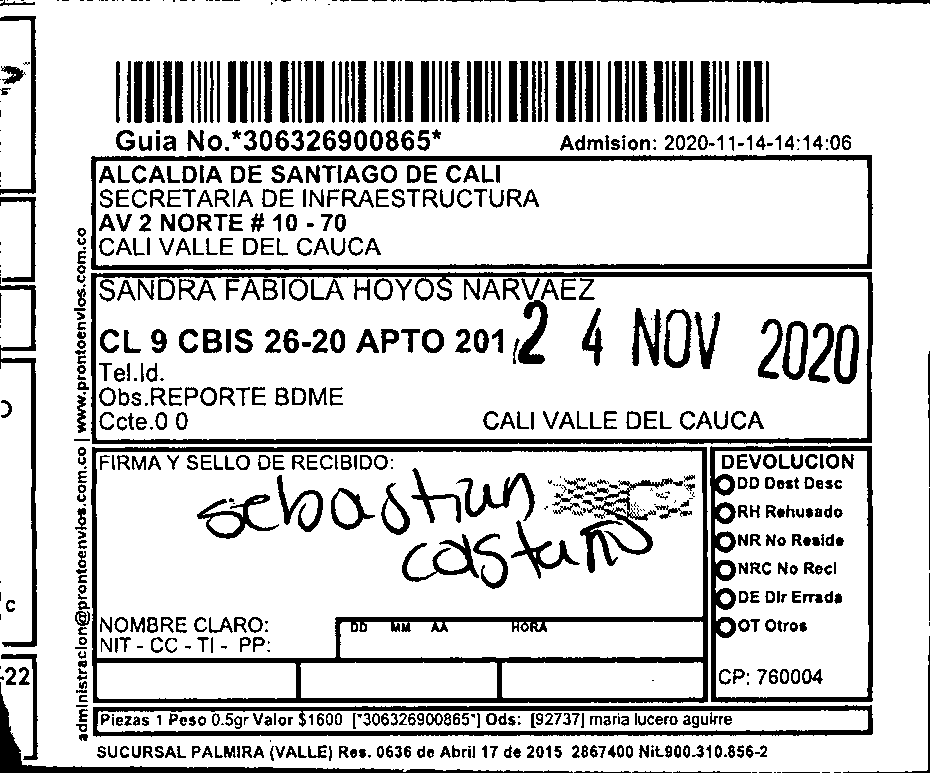 Guia No.*306326900865*
Admision: 2020-11-14-14:14:06
ALCALDIA DE SANTIAGO DE CALI
SECRETARIA DE INFRAESTRUCTURA
AV 2 NORTE # 10 - 70
CALI VALLE DEL CAUCA
SANDRA FABIOLA HOYOS NARVAEZ
CL 9 CBIS 26-20 APTO 201
24 NOV 2020
Tel.Id.
Obs.REPORTE BDME
Ccte.0 0
CALI VALLE DEL CAUCA
administracion@prontoenvios.com.co | www.prontoenvios.com.co
FIRMA Y SELLO DE RECIBIDO:
sebastian
castaño
NOMBRE CLARO:
NIT - CC - TI - PP:
DD MM AA HORA
DEVOLUCION
DD Dest Desc
RH Rehusado
NR No Reside
NRC No Recl
DE Dir Errada
OT Otros
CP: 760004
Piezas 1 Peso 0.5gr Valor $1600 [*306326900865*] Ods: [92737] maria lucero aguirre
SUCURSAL PALMIRA (VALLE) Res. 0636 de Abril 17 de 2015 2867400 Nit.900.310.856-2
-22
C